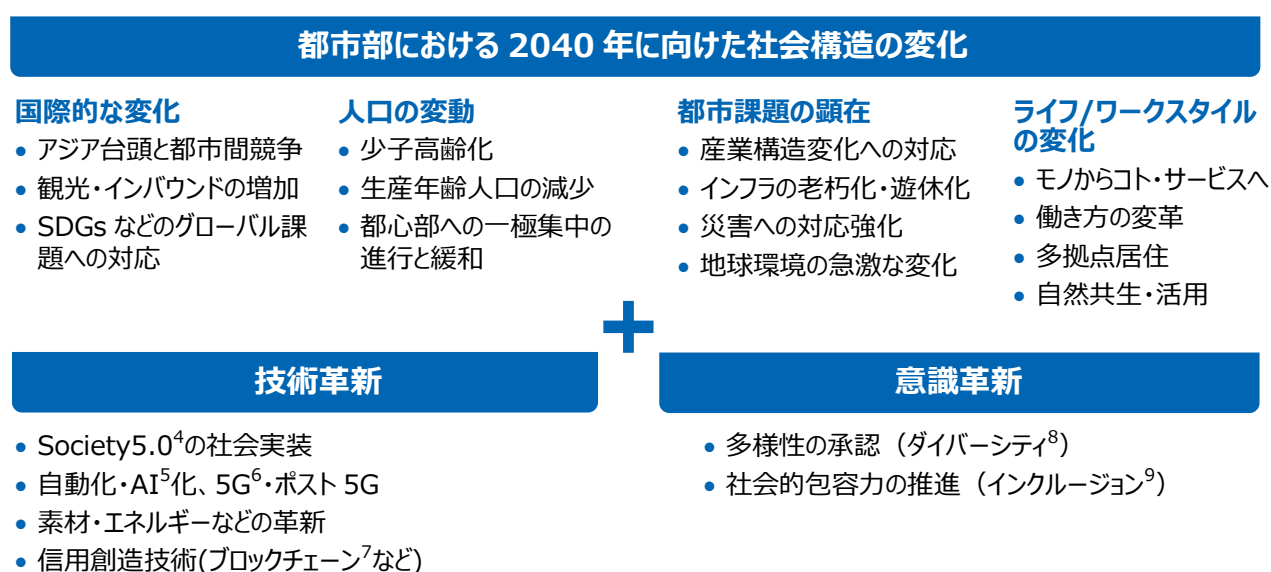 都市部における 2040 年に向けた社会構造の変化
国際的な変化
• アジア台頭と都市間競争
• 観光・インバウンドの増加
• SDGs などのグローバル課
題への対応
人口の変動
• 少子高齢化
• 生産年齢人口の減少
• 都心部への一極集中の
進行と緩和
都市課題の顕在
• 産業構造変化への対応
• インフラの老朽化・遊休化
• 災害への対応強化
• 地球環境の急激な変化
ライフ/ワークスタイル
の変化
• モノからコト・サービスへ
• 働き方の変革
• 多拠点居住
• 自然共生・活用
+
技術革新
• Society5.0⁴の社会実装
• 自動化・AI⁵化、5G⁶・ポスト 5G
• 素材・エネルギーなどの革新
• 信用創造技術(ブロックチェーン⁷など)
意識革新
• 多様性の承認（ダイバーシティ⁸）
• 社会的包容力の推進（インクルージョン⁹）